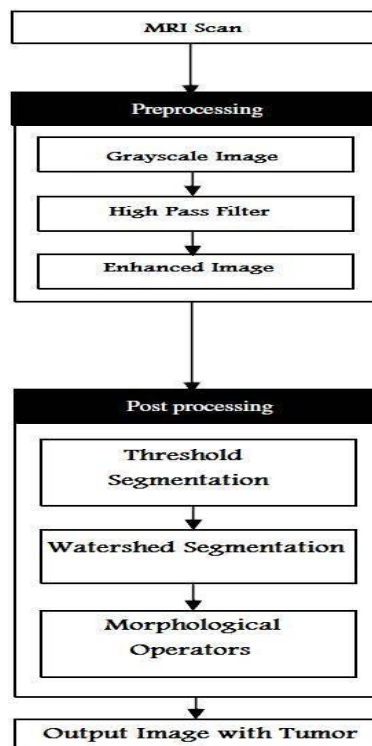 MRI Scan
Preprocessing
Grayscale Image
High Pass Filter
Enhanced Image
Post processing
Threshold
Segmentation
Watershed Segmentation
Morphological
Operators
Output Image with Tumor